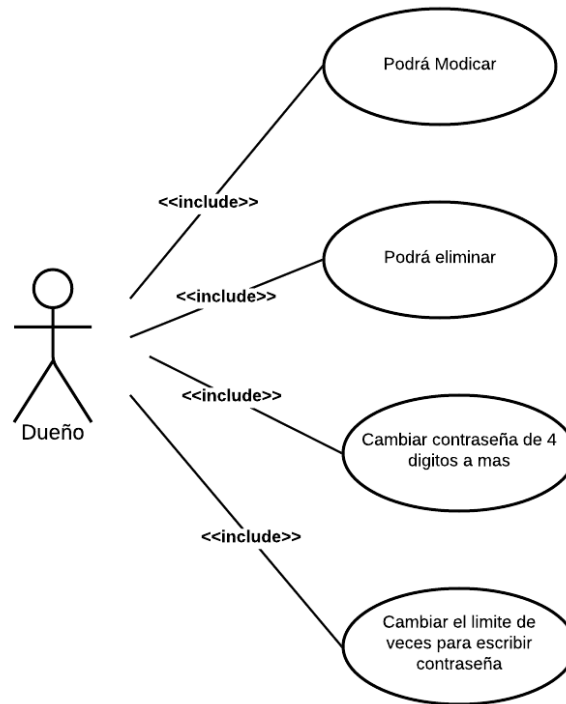 Podrá Modicar
<<include>>
Podrá eliminar
<<include>>
Dueño
<<include>>
Cambiar contraseña de 4
digitos a mas
<<include>>
Cambiar el limite de
veces para escribir
contraseña